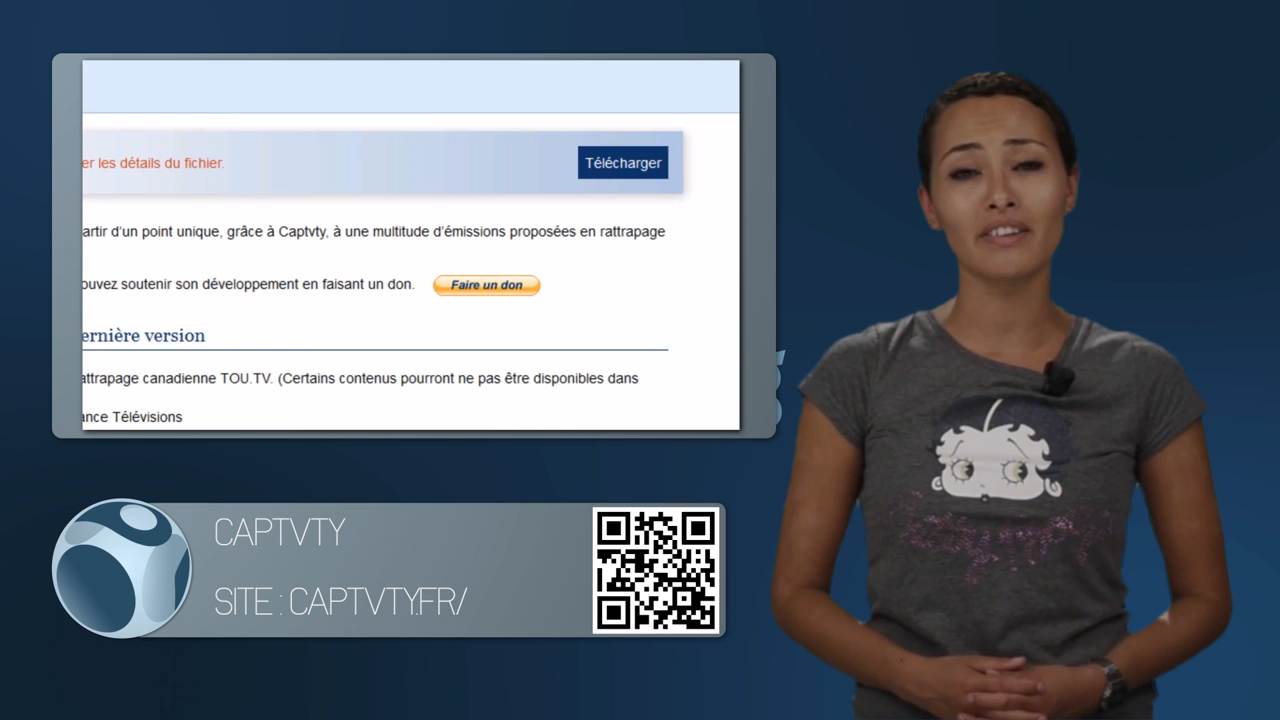 er les détails du fichier.
Télécharger
artir d'un point unique, grâce à Captvty, à une multitude d'émissions proposées en rattrapage
ouvez soutenir son développement en faisant un don.
Faire un don
ernière version
attrapage canadienne TOU.TV. (Certains contenus pourront ne pas être disponibles dans
ance Télévisions
CAPTVTY
SITE : CAPTVTY.FR/